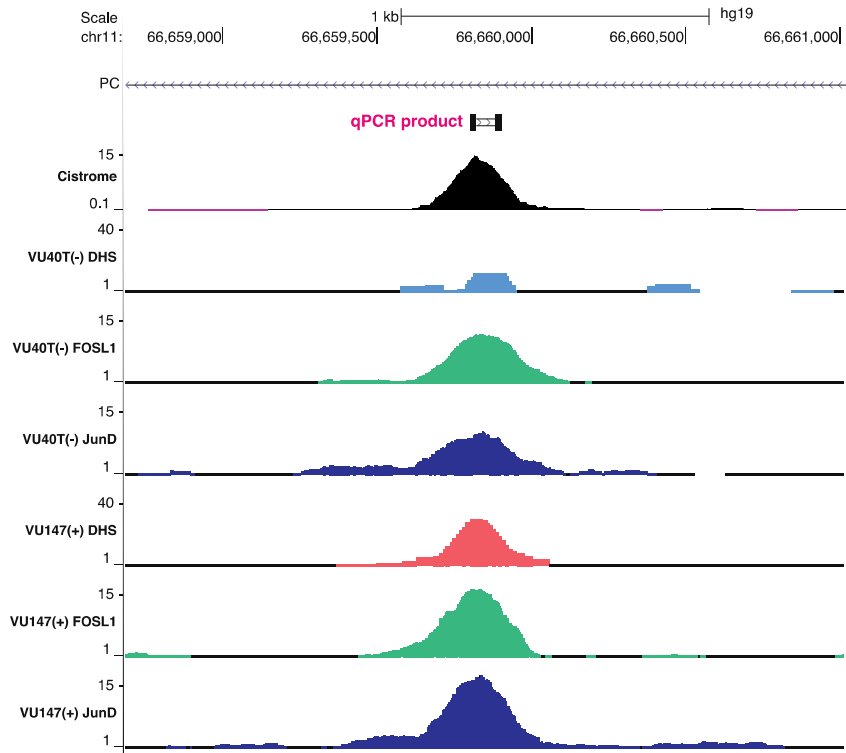 Scale 1 kb hg19
chr11: 66,659,000 66,659,500 66,660,000 66,660,500 66,661,000
PC
qPCR product
15
Cistrome
0.1
40
VU40T(-) DHS
1
15
VU40T(-) FOSL1
1
15
VU40T(-) JunD
1
40
VU147(+) DHS
1
15
VU147(+) FOSL1
1
15
VU147(+) JunD
1